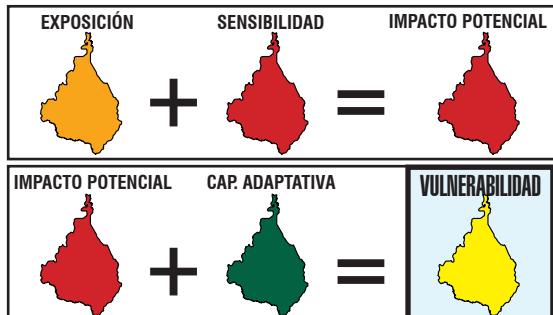 EXPOSICIÓN SENSIBILIDAD IMPACTO POTENCIAL
+ =
IMPACTO POTENCIAL CAP. ADAPTATIVA VULNERABILIDAD
+ =